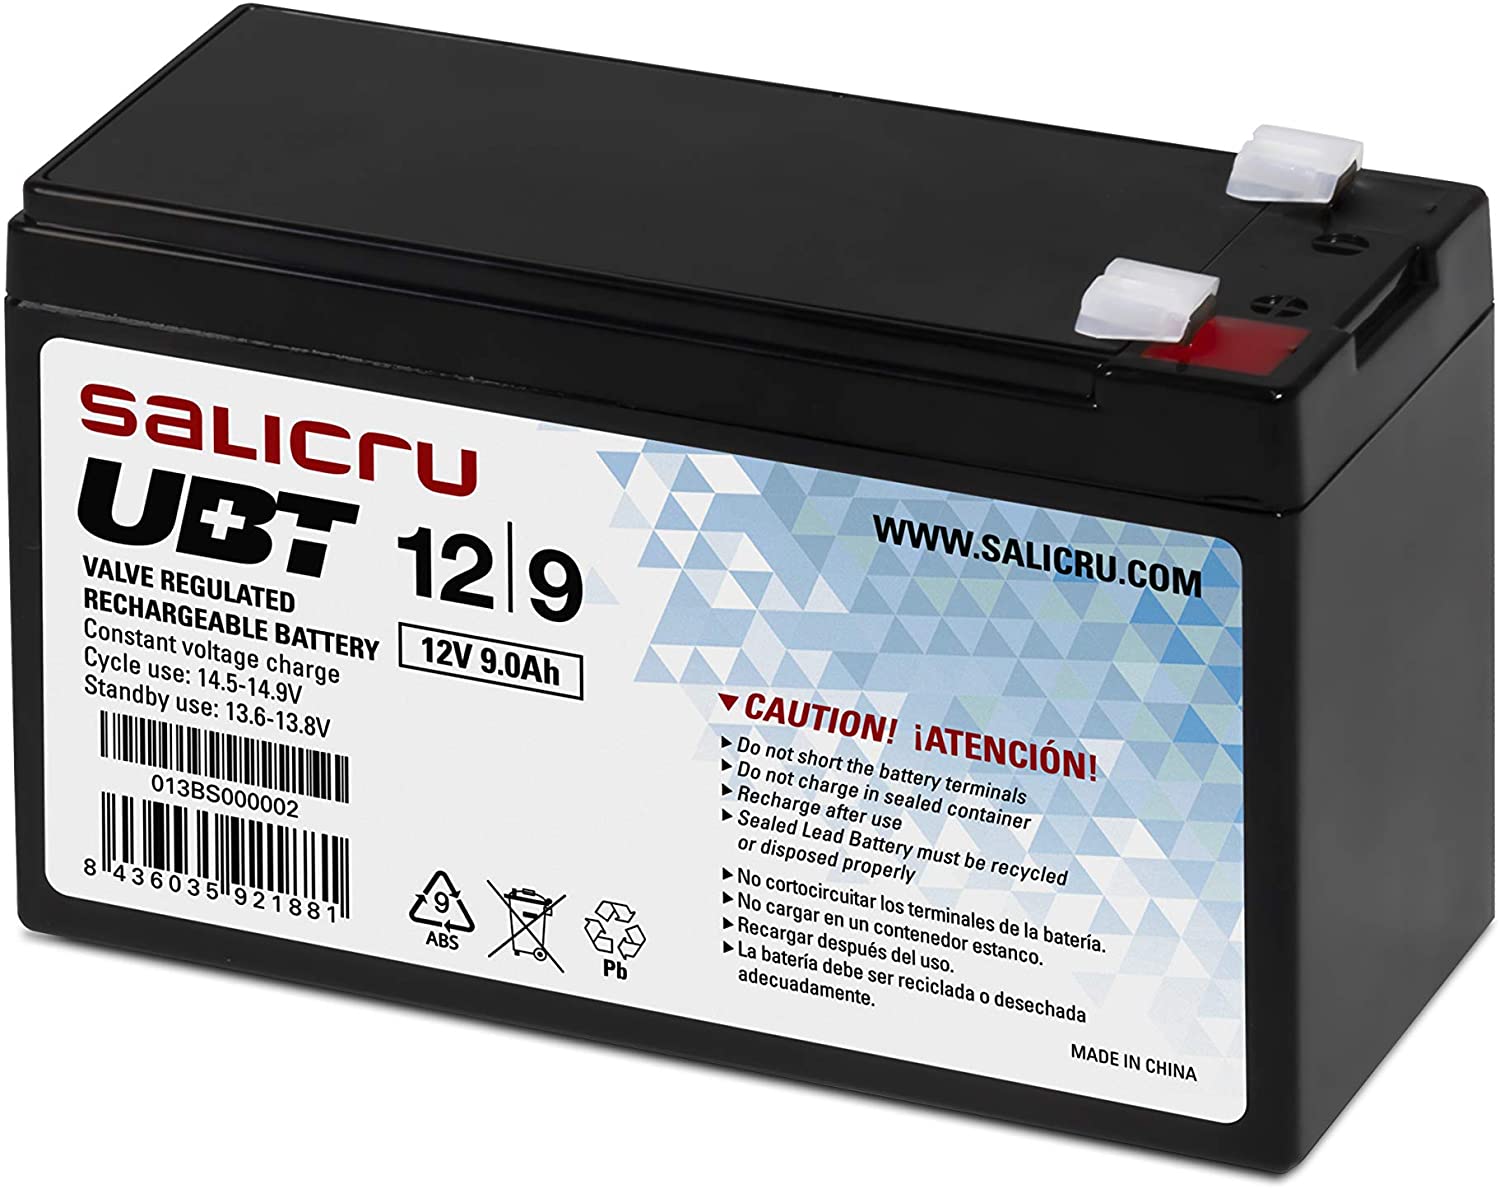 SALICRU
UBT 12|9
VALVE REGULATED
RECHARGEABLE BATTERY
Constant voltage charge
Cycle use: 14.5-14.9V
Standby use: 13.6-13.8V
12V 9.0Ah
013BS000002
8 436035 921881
9
ABS
Pb
WWW.SALICRU.COM
CAUTION! ¡ATENCIÓN!
Do not short the battery terminals
Do not charge in sealed container
Recharge after use
Sealed Lead Battery must be recycled
or disposed properly
No cortocircuitar los terminales de la batería.
No cargar en un contenedor estanco.
Recargar después del uso.
La batería debe ser reciclada o desechada
adecuadamente.
MADE IN CHINA